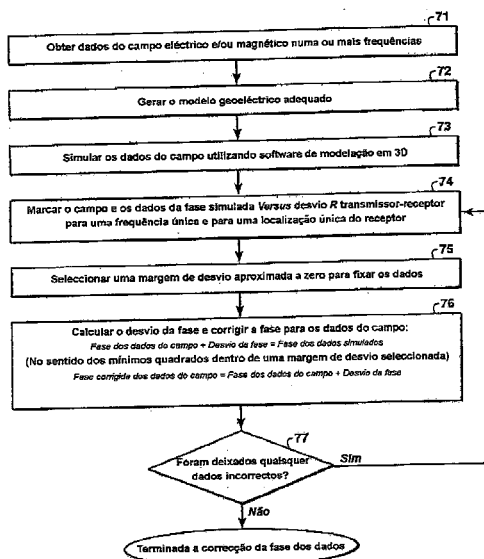 71
Obter dados do campo eléctrico e/ou magnético numa ou mais frequências
72
Gerar o modelo geoeléctrico adequado
73
Simular os dados do campo utilizando software de modelação em 3D
74
Marcar o campo e os dados da fase simulada Versus desvio R transmissor-receptor
para uma frequência única e para uma localização única do receptor
75
Seleccionar uma margem de desvio aproximada a zero para fixar os dados
76
Calcular o desvio da fase e corrigir a fase para os dados do campo:
Fase dos dados do campo + Desvio da fase = Fase dos dados simulados
(No sentido dos mínimos quadrados dentro de uma margem de desvio seleccionada)
Fase corrigida dos dados do campo = Fase dos dados do campo + Desvio da fase
77
Foram deixados quaisquer
dados incorrectos?
Sim
Não
Terminada a correcção da fase dos dados